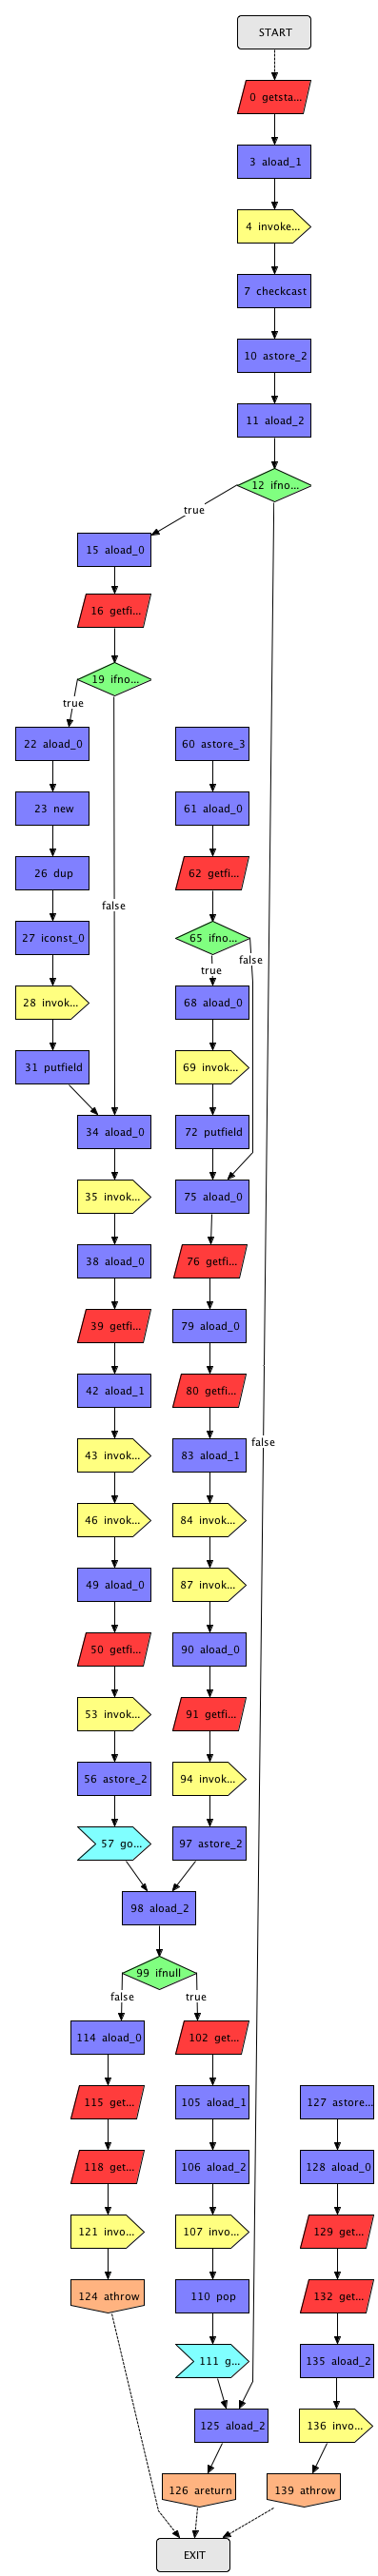 START
0 getsta...
3 aload_1
4 invoke...
7 checkcast
10 astore_2
11 aload_2
12 ifno...
true
15 aload_0
16 getfi...
19 ifno...
true
22 aload_0
60 astore_3
23 new
61 aload_0
26 dup
62 getfi...
false
27 iconst_0
65 ifno...
false
true
28 invok...
68 aload_0
31 putfield
69 invok...
34 aload_0
72 putfield
35 invok...
75 aload_0
38 aload_0
76 getfi...
39 getfi...
79 aload_0
42 aload_1
80 getfi...
false
43 invok...
83 aload_1
46 invok...
84 invok...
49 aload_0
87 invok...
50 getfi...
90 aload_0
53 invok...
91 getfi...
56 astore_2
94 invok...
57 go...
97 astore_2
98 aload_2
99 ifnull
false
true
114 aload_0
102 get...
115 get...
105 aload_1
127 astore...
118 get...
106 aload_2
128 aload_0
121 invo...
107 invo...
129 get...
124 athrow
110 pop
132 get...
111 g...
135 aload_2
125 aload_2
136 invo...
126 areturn
139 athrow
EXIT